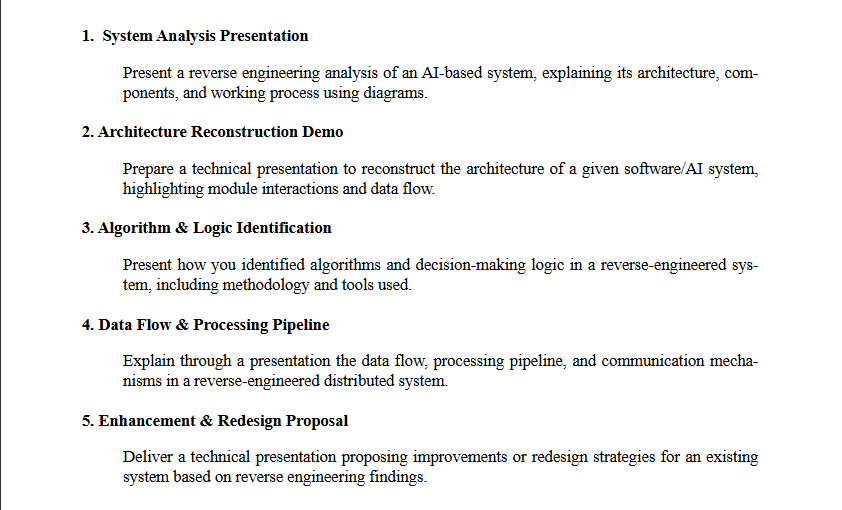 1. System Analysis Presentation
Present a reverse engineering analysis of an AI-based system, explaining its architecture, com-
ponents, and working process using diagrams.
2. Architecture Reconstruction Demo
Prepare a technical presentation to reconstruct the architecture of a given software/AI system,
highlighting module interactions and data flow.
3. Algorithm & Logic Identification
Present how you identified algorithms and decision-making logic in a reverse-engineered sys-
tem, including methodology and tools used.
4. Data Flow & Processing Pipeline
Explain through a presentation the data flow, processing pipeline, and communication mecha-
nisms in a reverse-engineered distributed system.
5. Enhancement & Redesign Proposal
Deliver a technical presentation proposing improvements or redesign strategies for an existing
system based on reverse engineering findings.